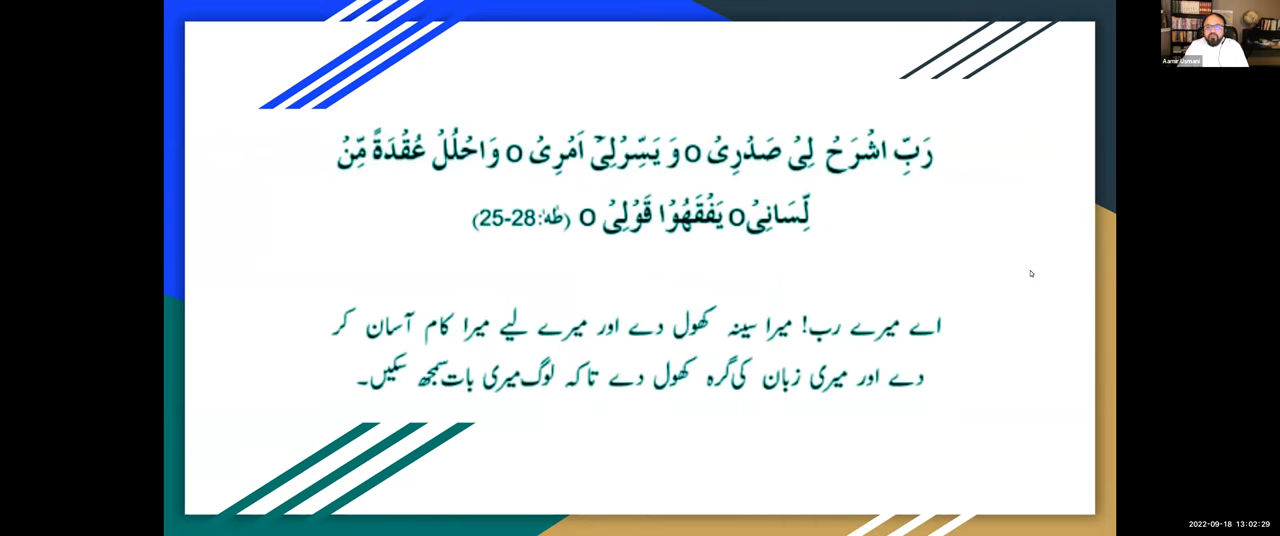 رَبِّ اشْرَحْ لِیْ صَدْرِیْ o وَ یَسِّرْلِیْۤ اَمْرِیْ o وَاحْلُلْ عُقْدَةً مِّنْ
لِّسَانِیْ o یَفْقَهُوْا قَوْلِیْ o (طٰهٰ:25-28)
اے میرے رب! میرا سینہ کھول دے اور میرے لیے میرا کام آسان کر
دے اور میری زبان کی گرہ کھول دے تاکہ لوگ میری بات سمجھ سکیں۔
Aamir Usmani
2022-09-18 13:02:29